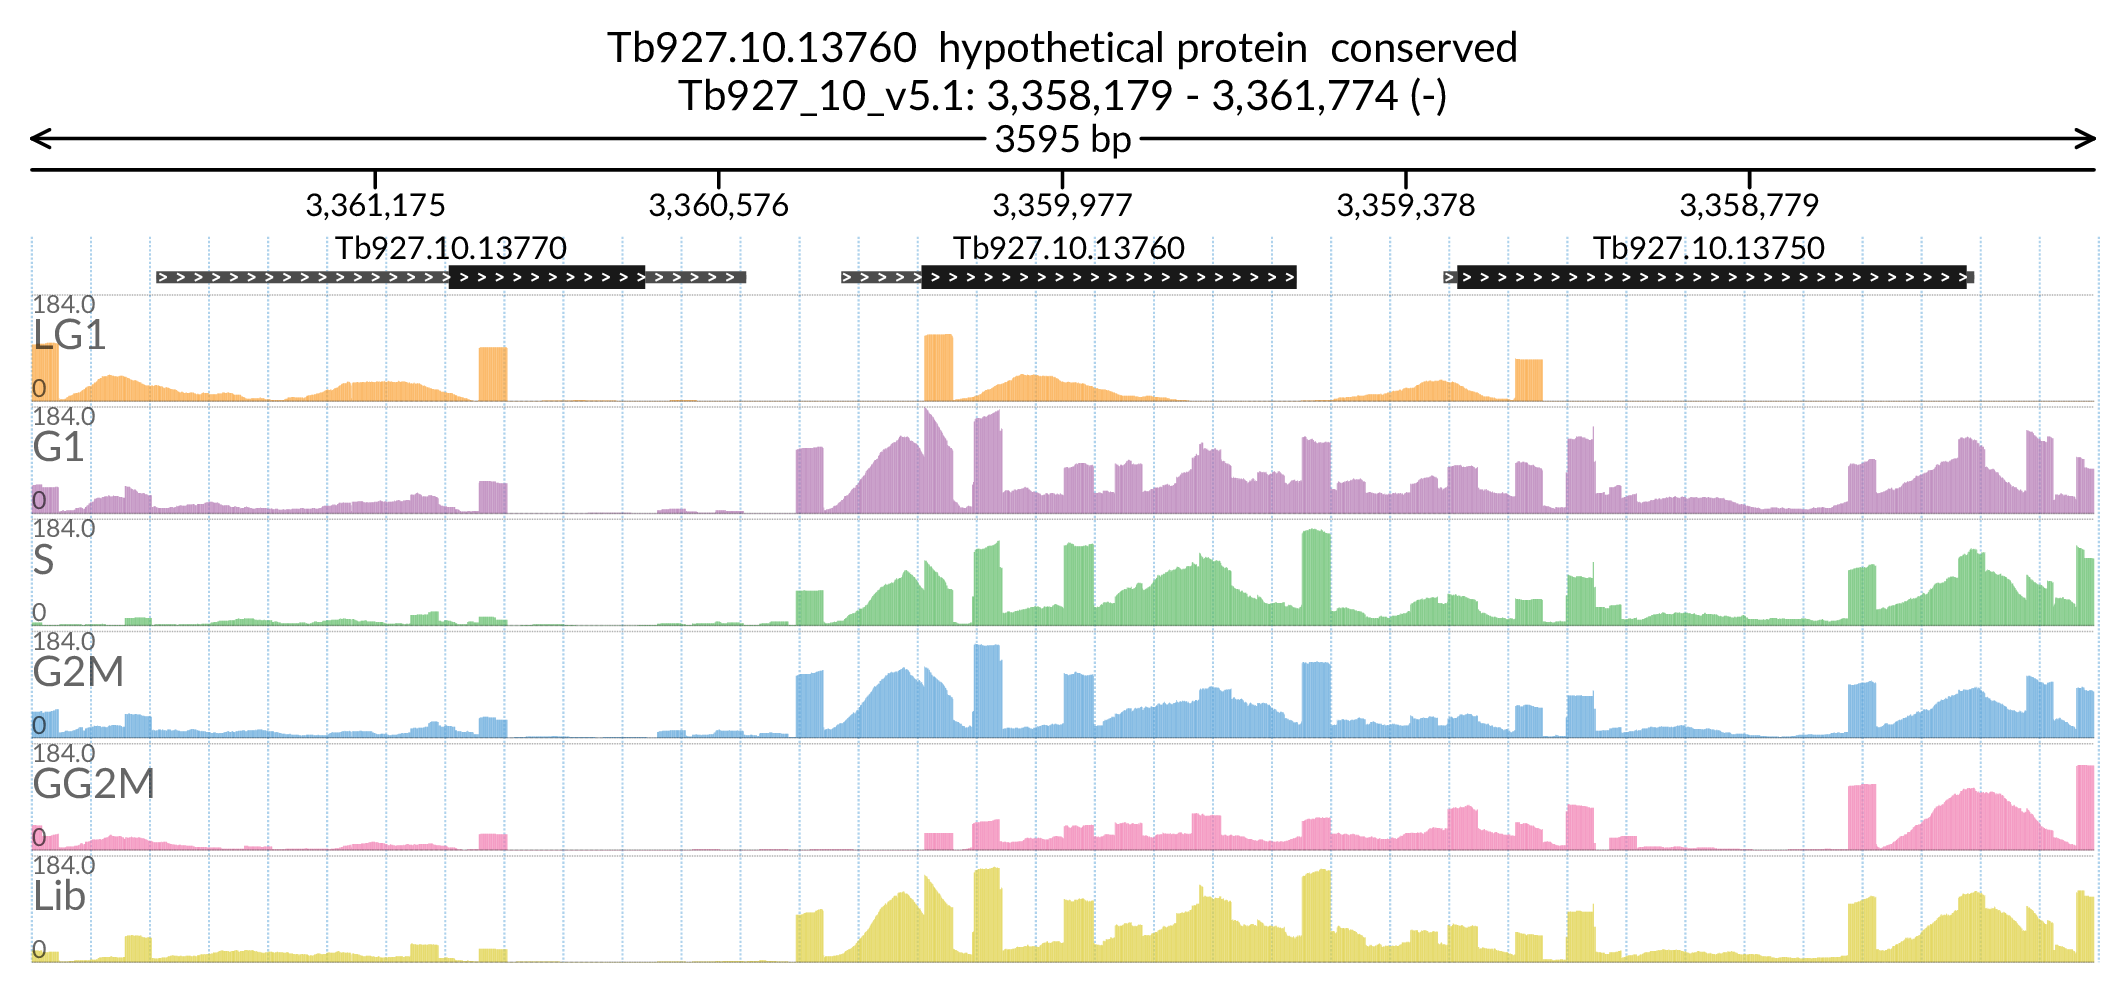 Tb927.10.13760  hypothetical protein  conserved
Tb927_10_v5.1: 3,358,179 - 3,361,774 (-)
3595 bp
3,361,175 3,360,576 3,359,977 3,359,378 3,358,779
Tb927.10.13770 Tb927.10.13760 Tb927.10.13750
184.0
LG1
0
184.0
G1
0
184.0
S
0
184.0
G2M
0
184.0
GG2M
0
184.0
Lib
0